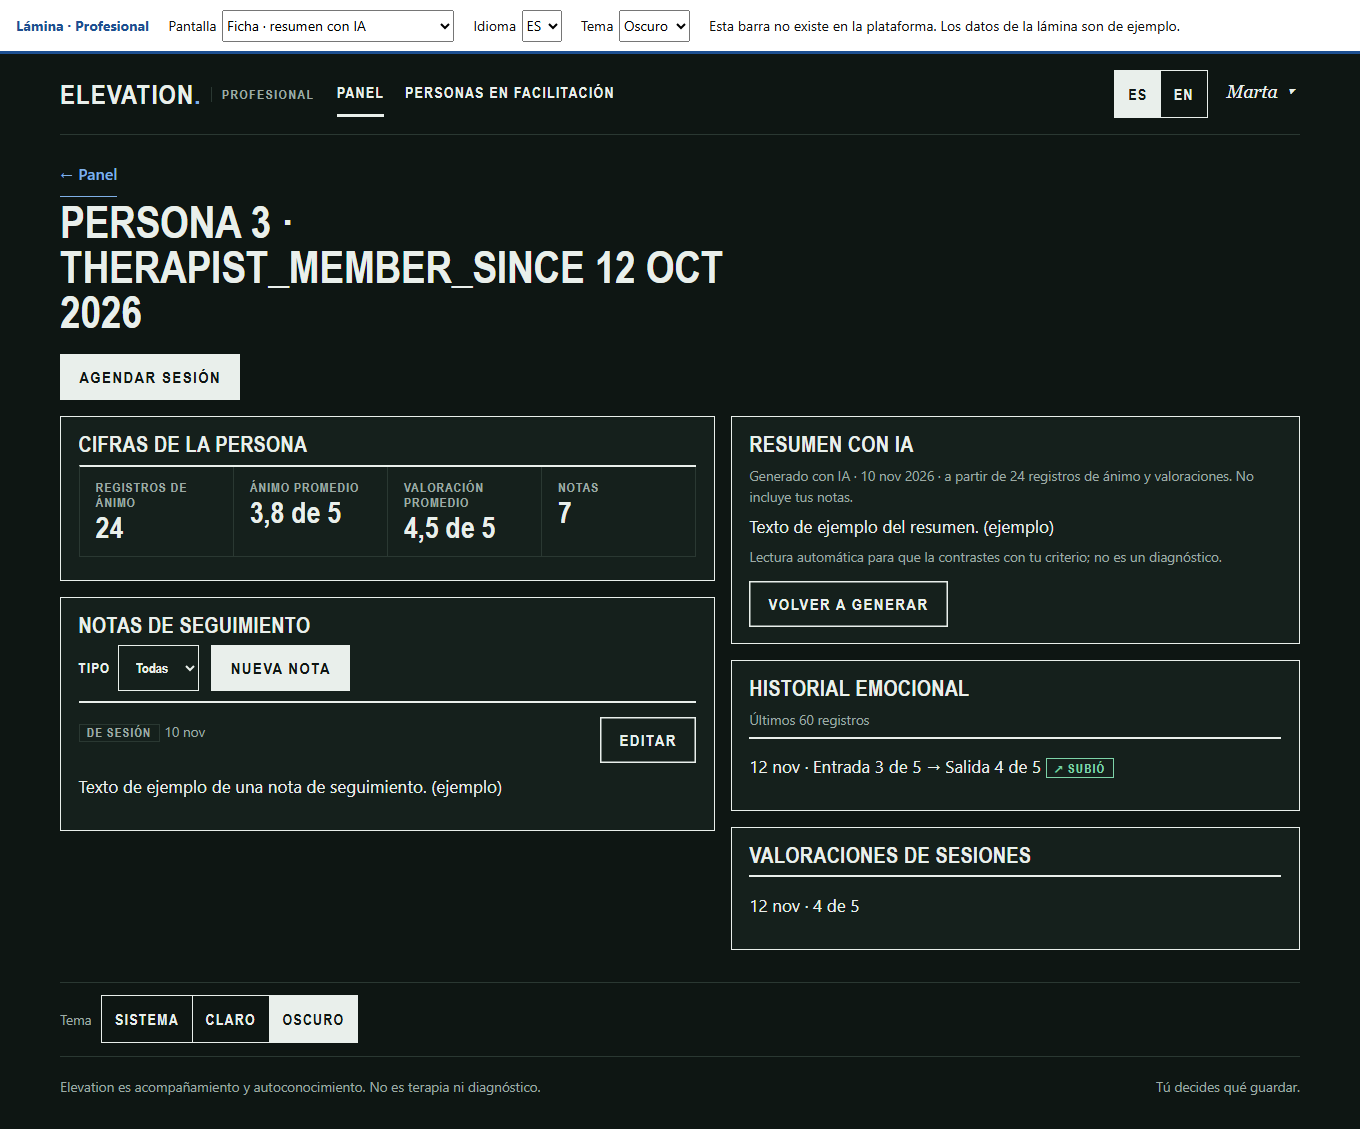 Lámina · Profesional Pantalla Ficha · resumen con IA Idioma ES Tema Oscuro Esta barra no existe en la plataforma. Los datos de la lámina son de ejemplo.
ELEVATION. PROFESIONAL PANEL PERSONAS EN FACILITACIÓN ES EN Marta ▾
← Panel
PERSONA 3 ·
THERAPIST_MEMBER_SINCE 12 OCT
2026
AGENDAR SESIÓN
CIFRAS DE LA PERSONA
REGISTROS DE
ÁNIMO
24
ÁNIMO PROMEDIO
3,8 de 5
VALORACIÓN
PROMEDIO
4,5 de 5
NOTAS
7
NOTAS DE SEGUIMIENTO
TIPO Todas NUEVA NOTA
DE SESIÓN 10 nov EDITAR
Texto de ejemplo de una nota de seguimiento. (ejemplo)
RESUMEN CON IA
Generado con IA · 10 nov 2026 · a partir de 24 registros de ánimo y valoraciones. No
incluye tus notas.
Texto de ejemplo del resumen. (ejemplo)
Lectura automática para que la contrastes con tu criterio; no es un diagnóstico.
VOLVER A GENERAR
HISTORIAL EMOCIONAL
Últimos 60 registros
12 nov · Entrada 3 de 5 → Salida 4 de 5 ↗ SUBIÓ
VALORACIONES DE SESIONES
12 nov · 4 de 5
Tema SISTEMA CLARO OSCURO
Elevation es acompañamiento y autoconocimiento. No es terapia ni diagnóstico. Tú decides qué guardar.